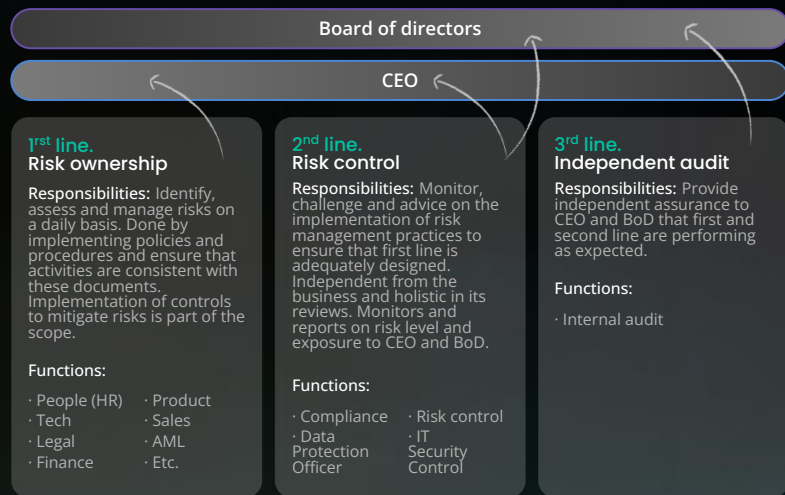 Board of directors
CEO
1rst line.
Risk ownership
Responsibilities: Identify,
assess and manage risks on
a daily basis. Done by
implementing policies and
procedures and ensure that
activities are consistent with
these documents.
Implementation of controls
to mitigate risks is part of the
scope.
Functions:
· People (HR)
· Tech
· Legal
· Finance
· Product
· Sales
· AML
· Etc.
2nd line.
Risk control
Responsibilities: Monitor,
challenge and advice on the
implementation of risk
management practices to
ensure that first line is
adequately designed.
Independent from the
business and holistic in its
reviews. Monitors and
reports on risk level and
exposure to CEO and BoD.
Functions:
· Compliance
· Data
Protection
Officer
· Risk control
· IT
Security
Control
3rd line.
Independent audit
Responsibilities: Provide
independent assurance to
CEO and BoD that first and
second line are performing
as expected.
Functions:
· Internal audit